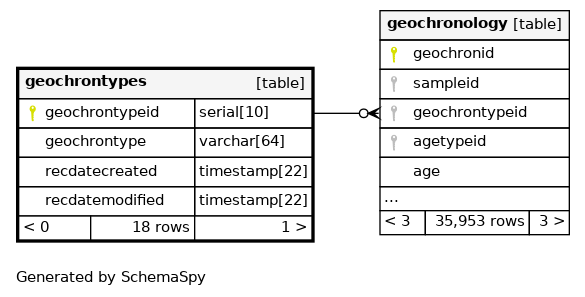 geochrontypes [table]
geochrontypeid serial[10]
geochrontype varchar[64]
recdatecreated timestamp[22]
recdatemodified timestamp[22]
< 0 18 rows 1 >
geochronology [table]
geochronid
sampleid
geochrontypeid
agetypeid
age
...
< 3 35,953 rows 3 >
Generated by SchemaSpy